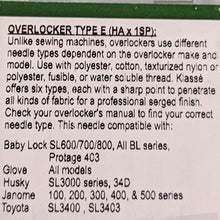 OVERLOCKER TYPE E (HA x 1SP):
Unlike sewing machines, overlockers use different
needle types dependent on the overlocker make and
model. Use with polyester, cotton, texturized nylon or
polyester, fusible, or water soluble thread. Klassé
offers six types, each with a sharp point to penetrate
all kinds of fabric for a professional serged finish.
Check your overlocker's manual to find your correct
needle type. This needle is compatible with:
Baby Lock SL600/700/800, All BL series,
Protage 403
Glove All models
Husky SL3000 series, 34D
Janome 100, 200, 300, 400, & 500 series
Toyota SL3400 , SL3403